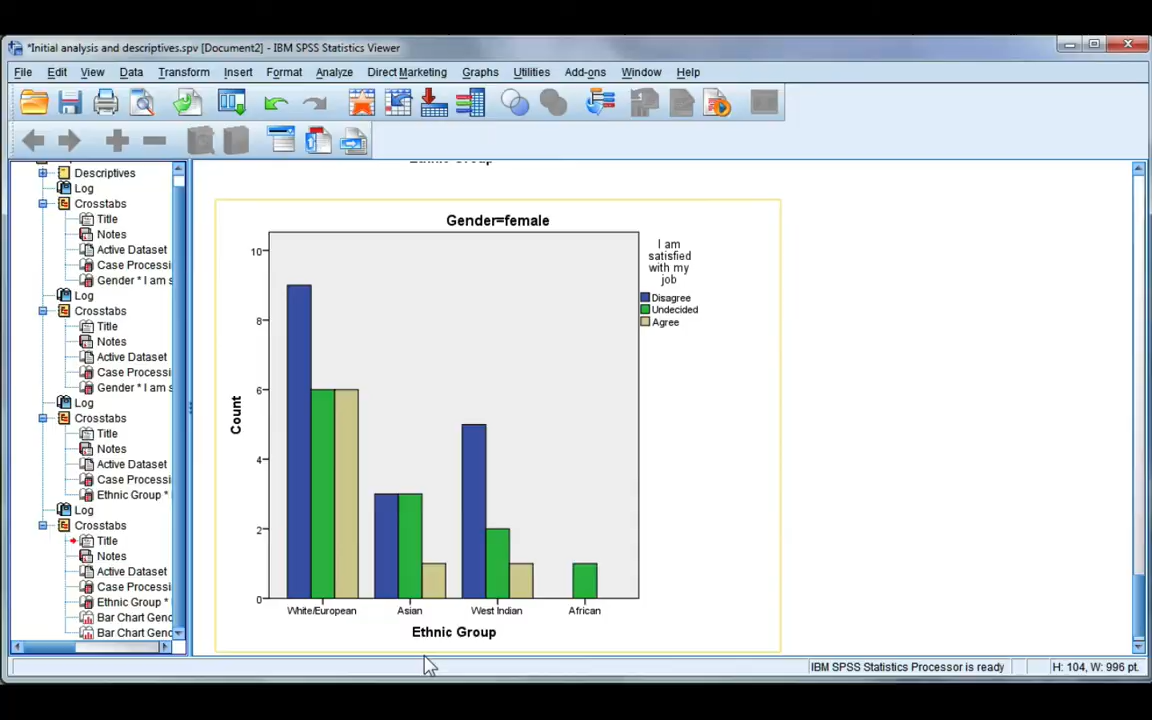 *Initial analysis and descriptives.spv [Document2] - IBM SPSS Statistics Viewer
File Edit View Data Transform Insert Format Analyze Direct Marketing Graphs Utilities Add-ons Window Help
Descriptives
Log
Crosstabs
Title
Notes
Active Dataset
Case Processi
Gender * I am s
Log
Crosstabs
Title
Notes
Active Dataset
Case Processi
Gender * I am s
Log
Crosstabs
Title
Notes
Active Dataset
Case Processi
Ethnic Group *
Log
Crosstabs
Title
Notes
Active Dataset
Case Processi
Ethnic Group *
Bar Chart Gend
Bar Chart Gend
Ethnic Group
Gender=female
I am
satisfied
with my
job
Disagree
Undecided
Agree
Count
10
8
6
4
2
0
White/European Asian West Indian African
Ethnic Group
IBM SPSS Statistics Processor is ready H: 104, W: 996 pt.